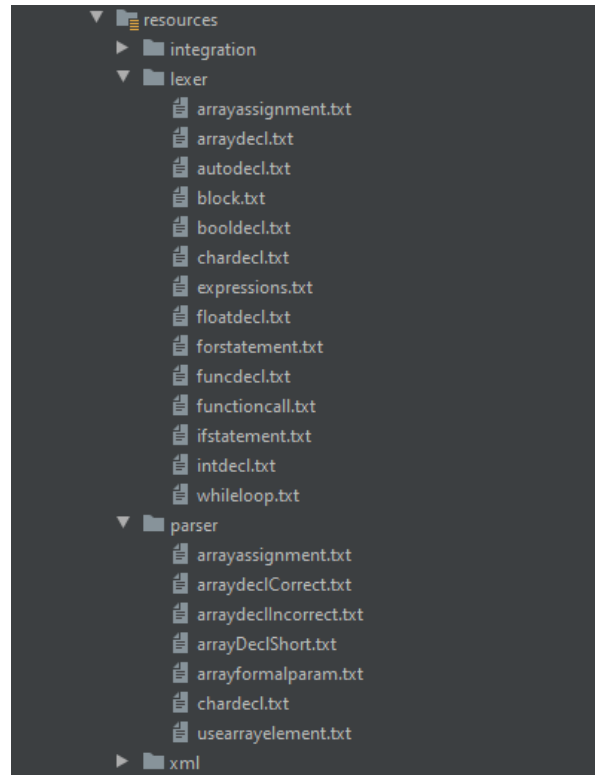 resources
integration
lexer
arrayassignment.txt
arraydecl.txt
autodecl.txt
block.txt
booldecl.txt
chardecl.txt
expressions.txt
floatdecl.txt
forstatement.txt
funcdecl.txt
functioncall.txt
ifstatement.txt
intdecl.txt
whileloop.txt
parser
arrayassignment.txt
arraydeclCorrect.txt
arraydeclIncorrect.txt
arrayDeclShort.txt
arrayformalparam.txt
chardecl.txt
usearrayelement.txt
xml